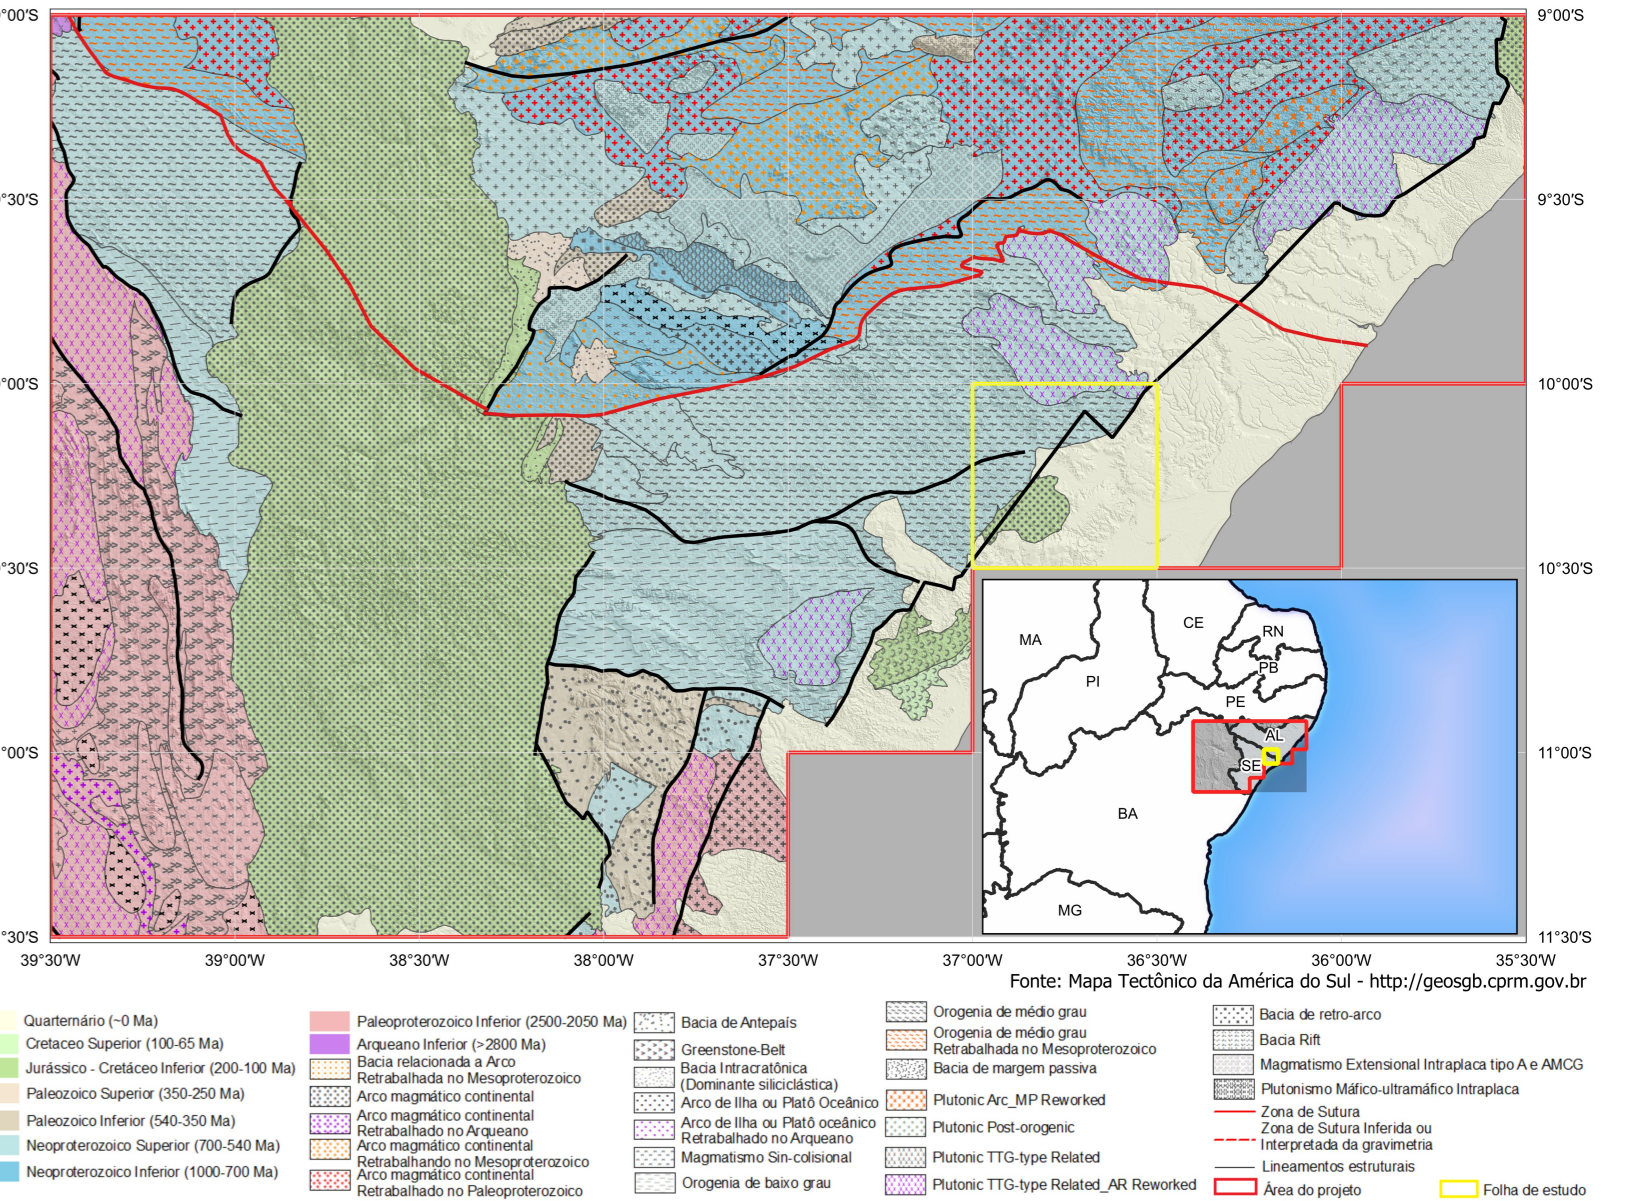 0°00'S
9°00'S
0°30'S
9°30'S
0°00'S
10°00'S
0°30'S
10°30'S
MA
CE
RN
PB
PI
PE
AL
SE
BA
MG
°00'S
11°00'S
°30'S
11°30'S
39°30'W
39°00'W
38°30'W
38°00'W
37°30'W
37°00'W
36°30'W
36°00'W
35°30'W
Fonte: Mapa Tectônico da América do Sul - http://geosgb.cprm.gov.br
Quarternário (~0 Ma)
Cretaceo Superior (100-65 Ma)
Jurássico - Cretáceo Inferior (200-100 Ma)
Paleozoico Superior (350-250 Ma)
Paleozoico Inferior (540-350 Ma)
Neoproterozoico Superior (700-540 Ma)
Neoproterozoico Inferior (1000-700 Ma)
Paleoproterozoico Inferior (2500-2050 Ma)
Arqueano Inferior (>2800 Ma)
Bacia relacionada a Arco
Retrabalhada no Mesoproterozoico
Arco magmático continental
Arco magmático continental
Retrabalhado no Arqueano
Arco magmático continental
Retrabalhando no Mesoproterozoico
Arco magmático continental
Retrabalhado no Paleoproterozoico
Bacia de Antepaís
Greenstone-Belt
Bacia Intracratônica
(Dominante siliciclástica)
Arco de Ilha ou Platô Oceânico
Arco de Ilha ou Platô oceânico
Retrabalhado no Arqueano
Magmatismo Sin-colisional
Orogenia de baixo grau
Orogenia de médio grau
Orogenia de médio grau
Retrabalhada no Mesoproterozoico
Bacia de margem passiva
Plutonic Arc_MP Reworked
Plutonic Post-orogenic
Plutonic TTG-type Related
Plutonic TTG-type Related_AR Reworked
Bacia de retro-arco
Bacia Rift
Magmatismo Extensional Intraplaca tipo A e AMCG
Plutonismo Máfico-ultramáfico Intraplaca
Zona de Sutura
Zona de Sutura Inferida ou
Interpretada da gravimetria
Lineamentos estruturais
Área do projeto
Folha de estudo